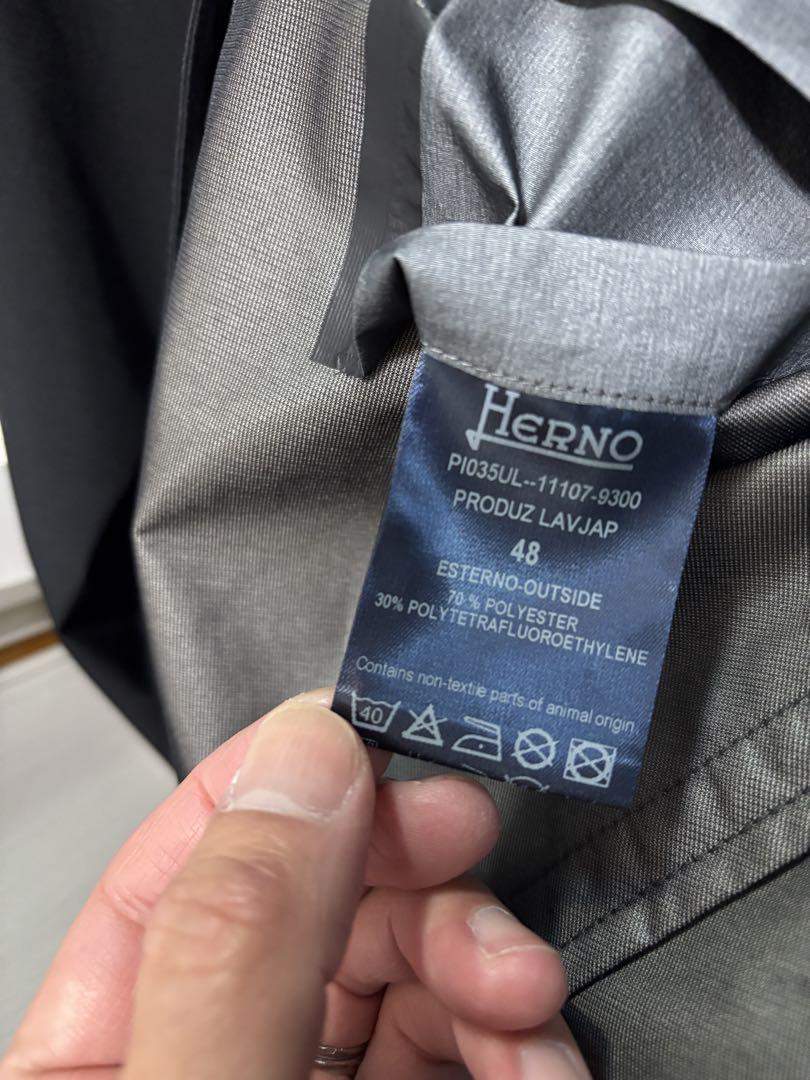 HERNO
PI035UL--11107-9300
PRODUZ LAVJAP
48
ESTERNO-OUTSIDE
70 % POLYESTER
30% POLYTETRAFLUOROETHYLENE
Contains non-textile parts of animal origin
40